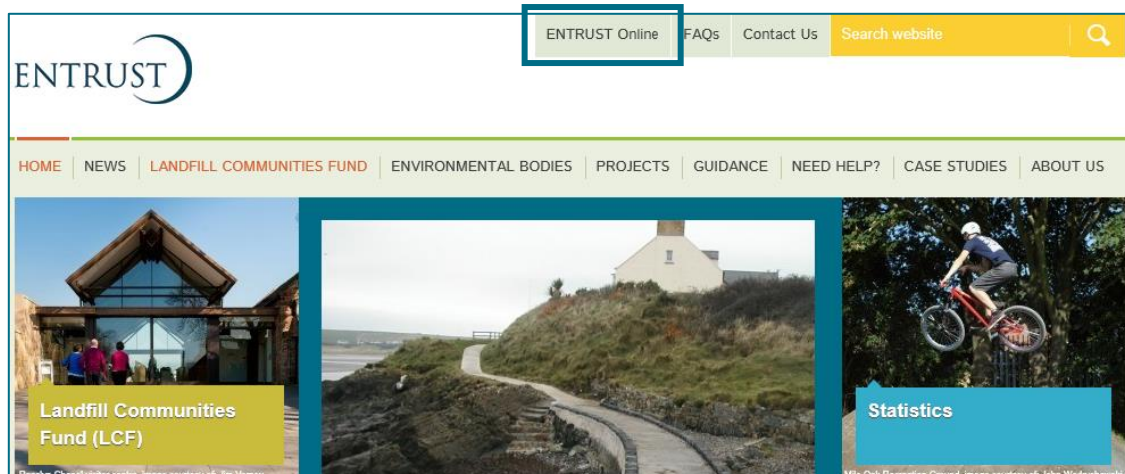 ENTRUST Online FAQs Contact Us Search website
ENTRUST
HOME NEWS LANDFILL COMMUNITIES FUND ENVIRONMENTAL BODIES PROJECTS GUIDANCE NEED HELP? CASE STUDIES ABOUT US
Landfill Communities
Fund (LCF)
Statistics